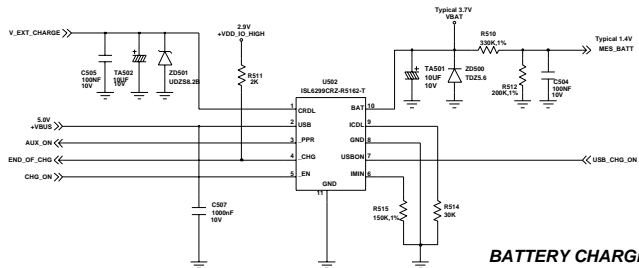 Typical 3.7V
VBAT
V_EXT_CHARGE
2.9V
+VDD_IO_HIGH
R510
330K,1%
Typical 1.4V
MES_BATT
C505
100NF
10V
TA502
10UF
10V
ZD501
UDZS8.2B
R511
2K
TA501
10UF
10V
ZD500
TDZ5.6
R512
200K,1%
C504
100NF
10V
U502
ISL6299CRZ-R5162-T
1 CRDL BAT 10
5.0V
+VBUS
2 USB ICDL 9
AUX_ON 3 _PPR GND 8
END_OF_CHG 4 _CHG USBON 7 USB_CHG_ON
CHG_ON 5 _EN IMIN 6
GND
11
C507
1000nF
10V
R515
150K,1%
R514
30K
BATTERY CHARG